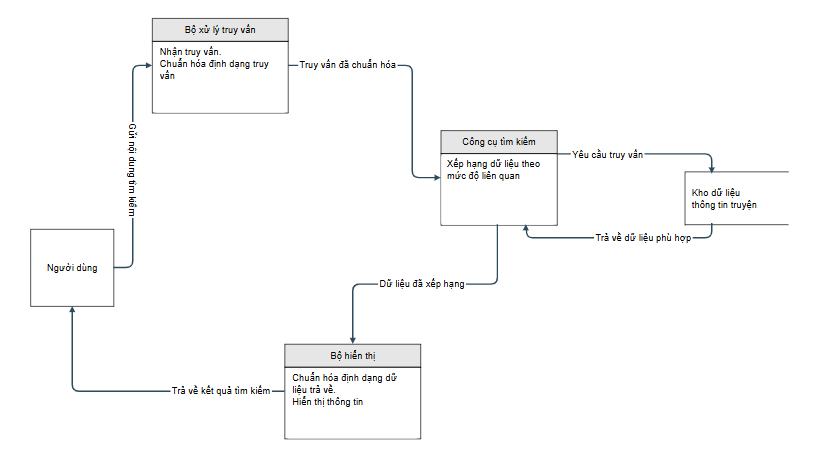 Bộ xử lý truy vấn
Nhận truy vấn.
Chuẩn hóa định dạng truy
vấn
Truy vấn đã chuẩn hóa
Gửi nội dung tìm kiếm
Công cụ tìm kiếm
Xếp hạng dữ liệu theo
mức độ liên quan
Yêu cầu truy vấn
Kho dữ liệu
thông tin truyện
Trả về dữ liệu phù hợp
Người dùng
Dữ liệu đã xếp hạng
Bộ hiển thị
Chuẩn hóa định dạng dữ
liệu trả về.
Hiển thị thông tin
Trả về kết quả tìm kiếm